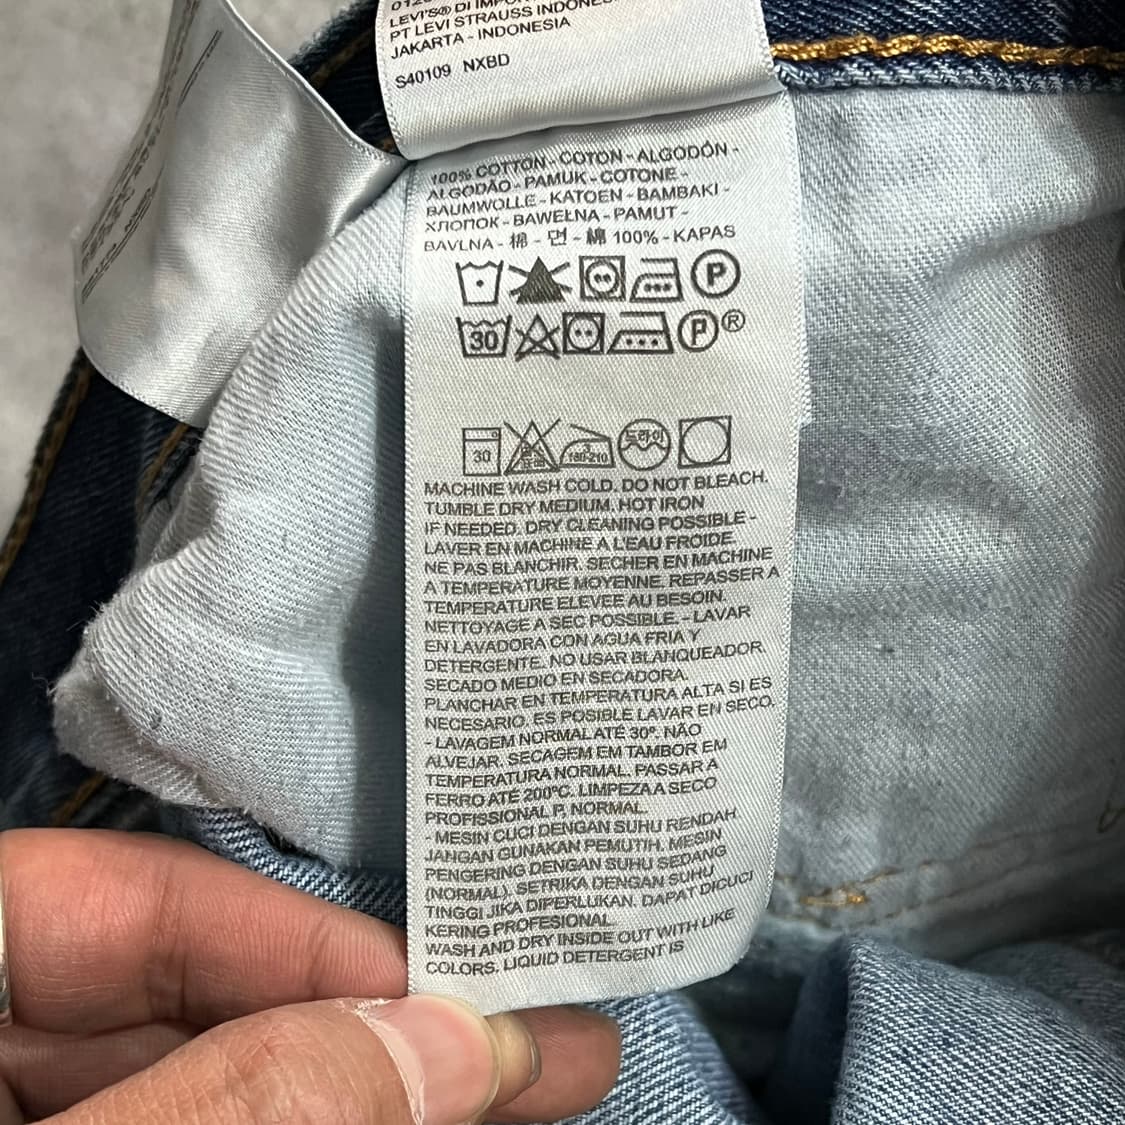 LEVI'S® DI
PT LEVI STRAUSS
JAKARTA - INDONESIA
S40109 NXBD
100% COTTON - COTON - ALGODÓN -
ALGODÃO - PAMUK - COTONE -
BAUMWOLLE - KATOEN - BAMBAKI -
ХЛОПОК - BAWEŁNA - PAMUT -
BAVLNA - 棉 - 면 - 綿 100% - KAPAS
P
30 P®
30 180-210 드라이
MACHINE WASH COLD. DO NOT BLEACH.
TUMBLE DRY MEDIUM. HOT IRON
IF NEEDED. DRY CLEANING POSSIBLE -
LAVER EN MACHINE A L'EAU FROIDE.
NE PAS BLANCHIR. SECHER EN MACHINE
A TEMPERATURE MOYENNE. REPASSER A
TEMPERATURE ELEVEE AU BESOIN.
NETTOYAGE A SEC POSSIBLE. - LAVAR
EN LAVADORA CON AGUA FRIA Y
DETERGENTE. NO USAR BLANQUEADOR.
SECADO MEDIO EN SECADORA.
PLANCHAR EN TEMPERATURA ALTA SI ES
NECESARIO. ES POSIBLE LAVAR EN SECO.
- LAVAGEM NORMAL ATÉ 30º. NÃO
ALVEJAR. SECAGEM EM TAMBOR EM
TEMPERATURA NORMAL. PASSAR A
FERRO ATÉ 200ºC. LIMPEZA A SECO
PROFISSIONAL P, NORMAL.
- MESIN CUCI DENGAN SUHU RENDAH
JANGAN GUNAKAN PEMUTIH. MESIN
PENGERING DENGAN SUHU SEDANG
(NORMAL). SETRIKA DENGAN SUHU
TINGGI JIKA DIPERLUKAN. DAPAT DICUCI
KERING PROFESIONAL
WASH AND DRY INSIDE OUT WITH LIKE
COLORS. LIQUID DETERGENT IS